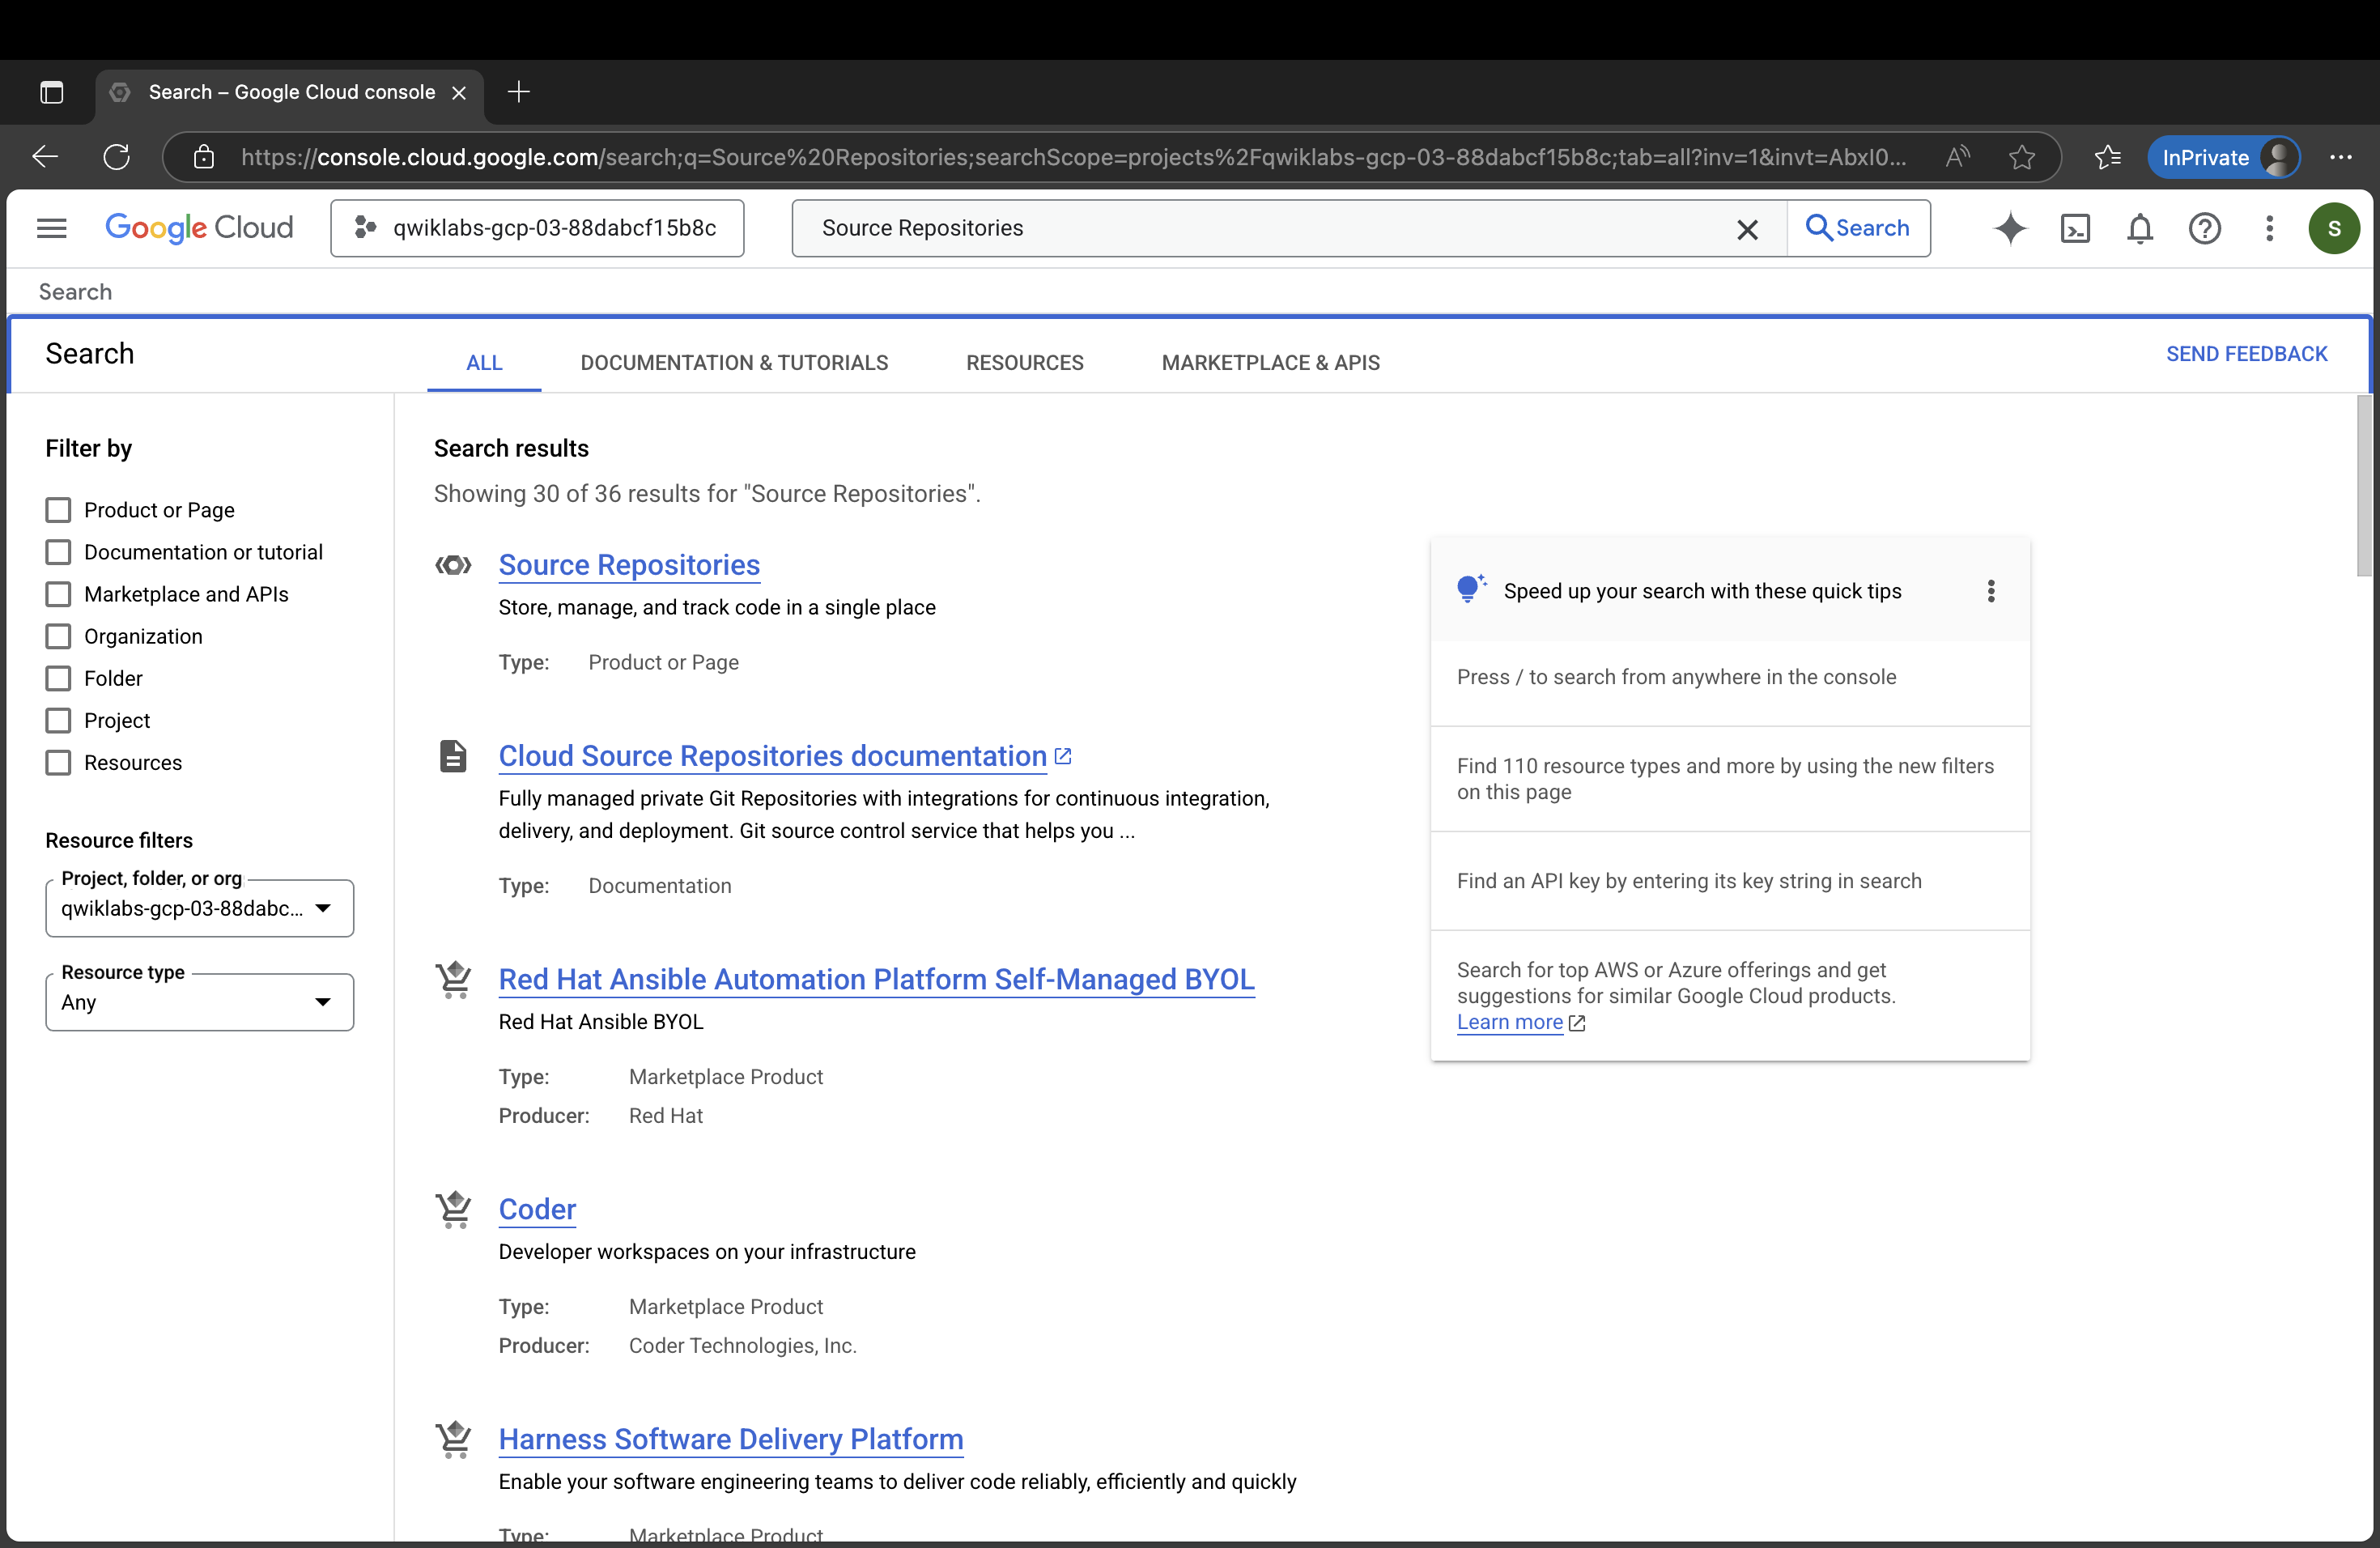 Search – Google Cloud console
https://console.cloud.google.com/search;q=Source%20Repositories;searchScope=projects%2Fqwiklabs-gcp-03-88dabcf15b8c;tab=all?inv=1&invt=AbxI0...
InPrivate
Google Cloud
qwiklabs-gcp-03-88dabcf15b8c
Source Repositories
Search
S
Search
Search
ALL
DOCUMENTATION & TUTORIALS
RESOURCES
MARKETPLACE & APIS
SEND FEEDBACK
Filter by
Product or Page
Documentation or tutorial
Marketplace and APIs
Organization
Folder
Project
Resources
Resource filters
Project, folder, or org
qwiklabs-gcp-03-88dabc...
Resource type
Any
Search results
Showing 30 of 36 results for "Source Repositories".
Source Repositories
Store, manage, and track code in a single place
Type: Product or Page
Cloud Source Repositories documentation
Fully managed private Git Repositories with integrations for continuous integration,
delivery, and deployment. Git source control service that helps you ...
Type: Documentation
Red Hat Ansible Automation Platform Self-Managed BYOL
Red Hat Ansible BYOL
Type: Marketplace Product
Producer: Red Hat
Coder
Developer workspaces on your infrastructure
Type: Marketplace Product
Producer: Coder Technologies, Inc.
Harness Software Delivery Platform
Enable your software engineering teams to deliver code reliably, efficiently and quickly
Type: Marketplace Product
Speed up your search with these quick tips
Press / to search from anywhere in the console
Find 110 resource types and more by using the new filters
on this page
Find an API key by entering its key string in search
Search for top AWS or Azure offerings and get
suggestions for similar Google Cloud products.
Learn more